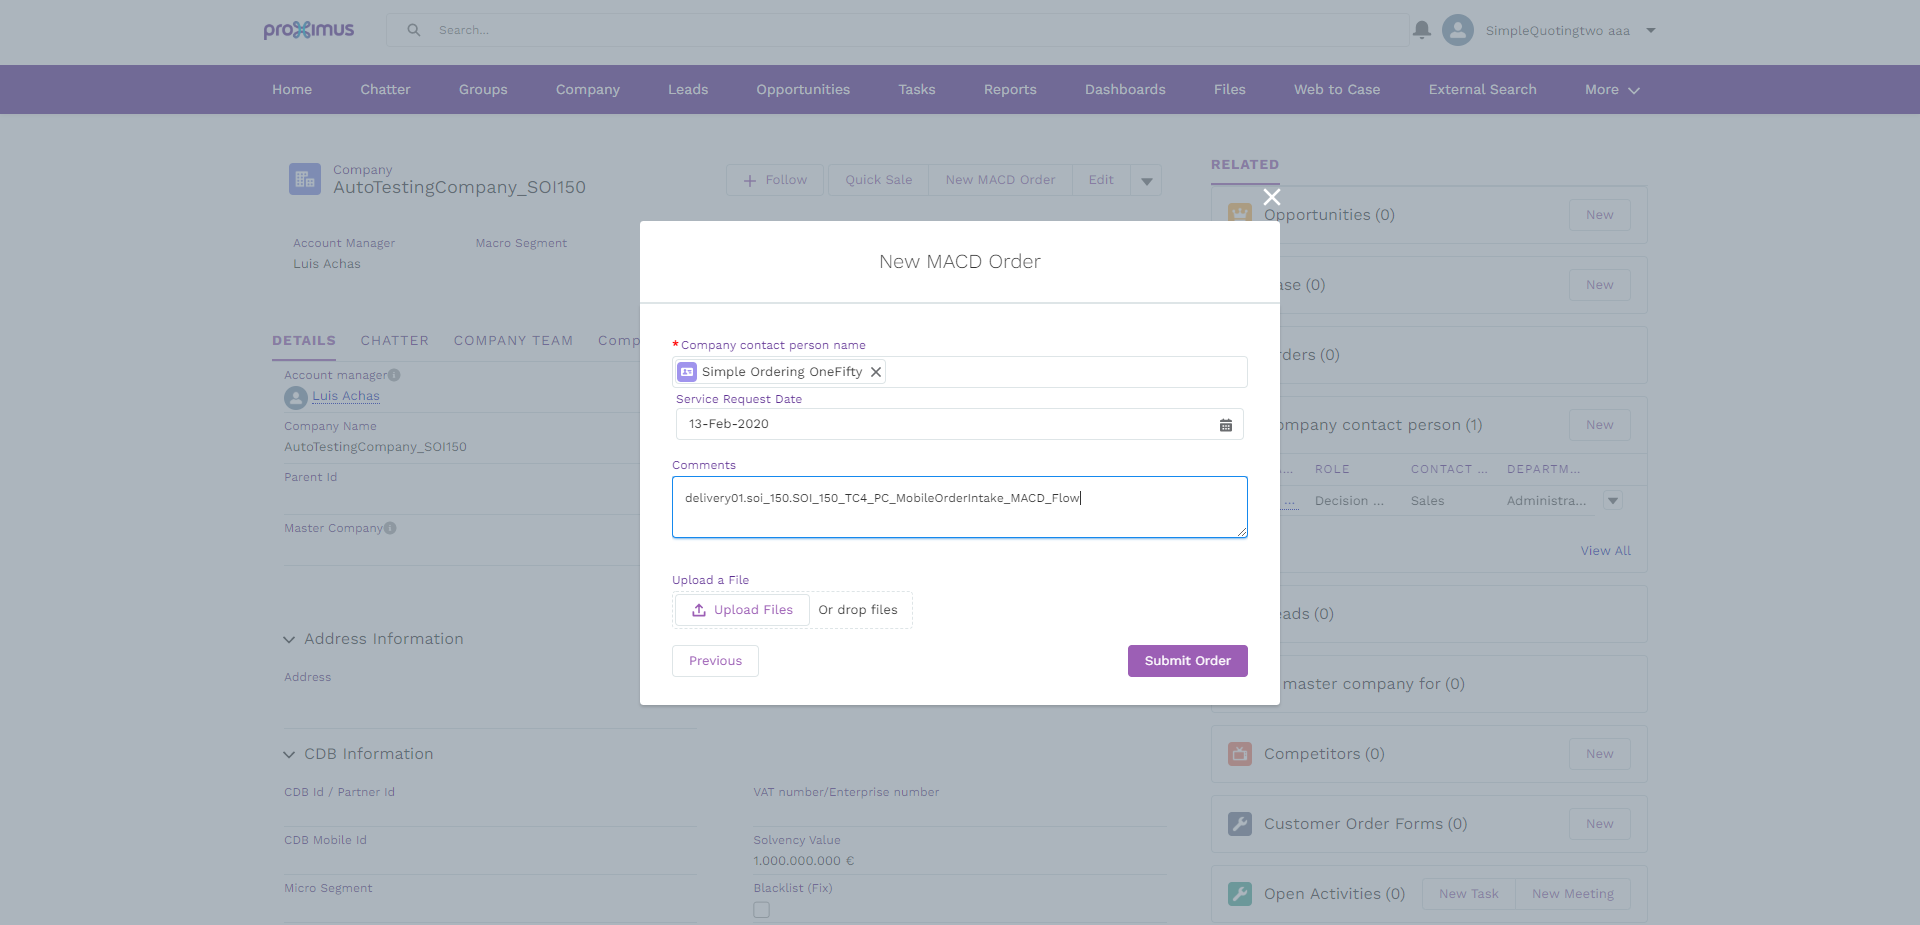 proximus
Search...
SimpleQuotingtwo aaa
Home Chatter Groups Company Leads Opportunities Tasks Reports Dashboards Files Web to Case External Search More
Company
AutoTestingCompany_SOI150
Follow Quick Sale New MACD Order Edit
Account Manager Macro Segment
Luis Achas
DETAILS CHATTER COMPANY TEAM Comp
Account manager
Luis Achas
Company Name
AutoTestingCompany_SOI150
Parent Id
Master Company
Address Information
Address
CDB Information
CDB Id / Partner Id VAT number/Enterprise number
CDB Mobile Id Solvency Value
1.000.000.000 €
Micro Segment Blacklist (Fix)
New MACD Order
*Company contact person name
Simple Ordering OneFifty
Service Request Date
13-Feb-2020
Comments
delivery01.soi_150.SOI_150_TC4_PC_MobileOrderIntake_MACD_Flow
Upload a File
Upload Files Or drop files
Previous Submit Order
RELATED
Opportunities (0) New
ase (0) New
rders (0)
ompany contact person (1) New
A... ROLE CONTACT ... DEPARTM...
... Decision ... Sales Administra...
View All
eads (0)
master company for (0)
Competitors (0) New
Customer Order Forms (0) New
Open Activities (0) New Task New Meeting